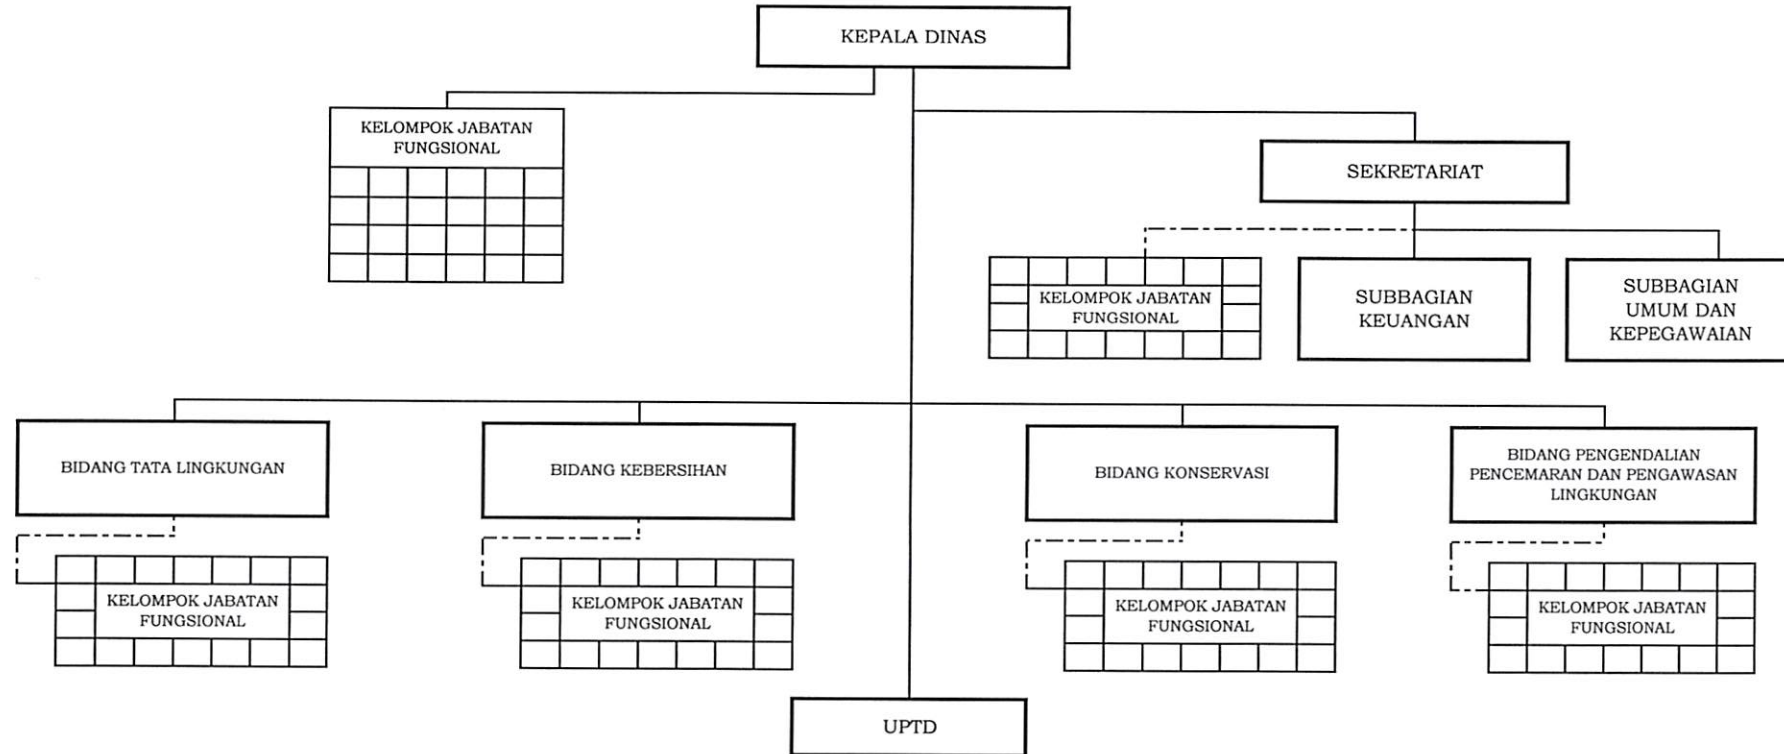 KEPALA DINAS
KELOMPOK JABATAN
FUNGSIONAL
SEKRETARIAT
KELOMPOK JABATAN
FUNGSIONAL
SUBBAGIAN
KEUANGAN
SUBBAGIAN
UMUM DAN
KEPEGAWAIAN
BIDANG TATA LINGKUNGAN
BIDANG KEBERSIHAN
BIDANG KONSERVASI
BIDANG PENGENDALIAN
PENCEMARAN DAN PENGAWASAN
LINGKUNGAN
KELOMPOK JABATAN
FUNGSIONAL
KELOMPOK JABATAN
FUNGSIONAL
KELOMPOK JABATAN
FUNGSIONAL
KELOMPOK JABATAN
FUNGSIONAL
UPTD